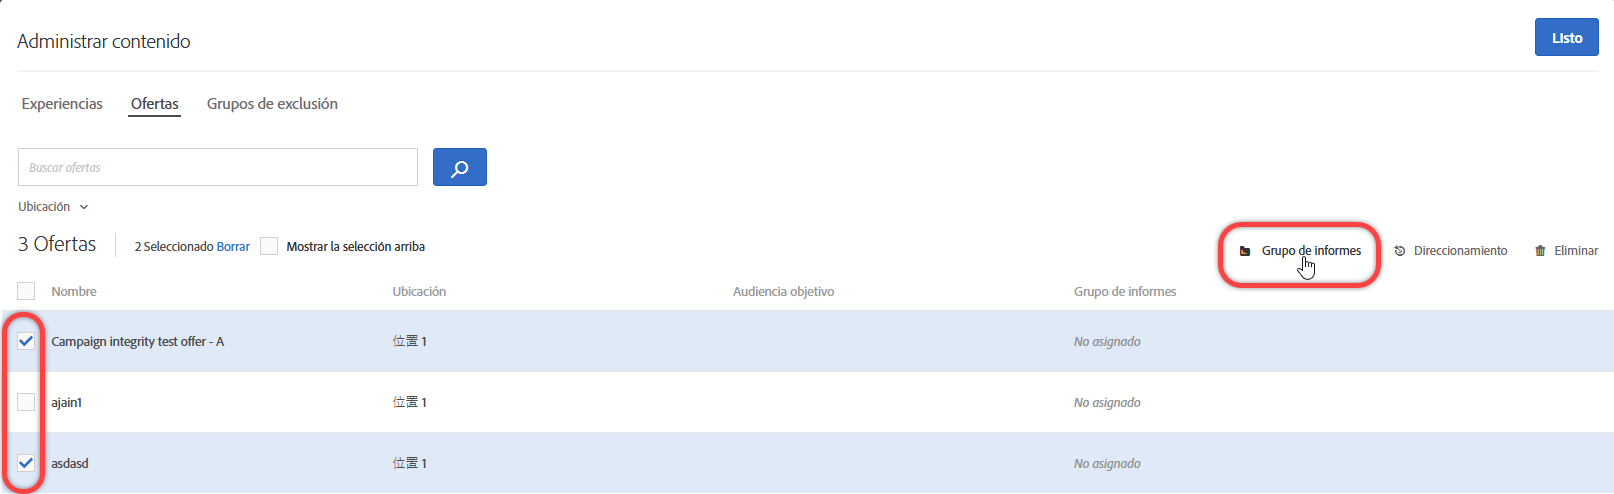 Administrar contenido
Listo
Experiencias Ofertas Grupos de exclusión
Buscar ofertas
Ubicación
3 Ofertas 2 Seleccionado Borrar Mostrar la selección arriba Grupo de informes Direccionamiento Eliminar
Nombre Ubicación Audiencia objetivo Grupo de informes
Campaign integrity test offer - A 位置 1 No asignado
ajain1 位置 1 No asignado
asdasd 位置 1 No asignado